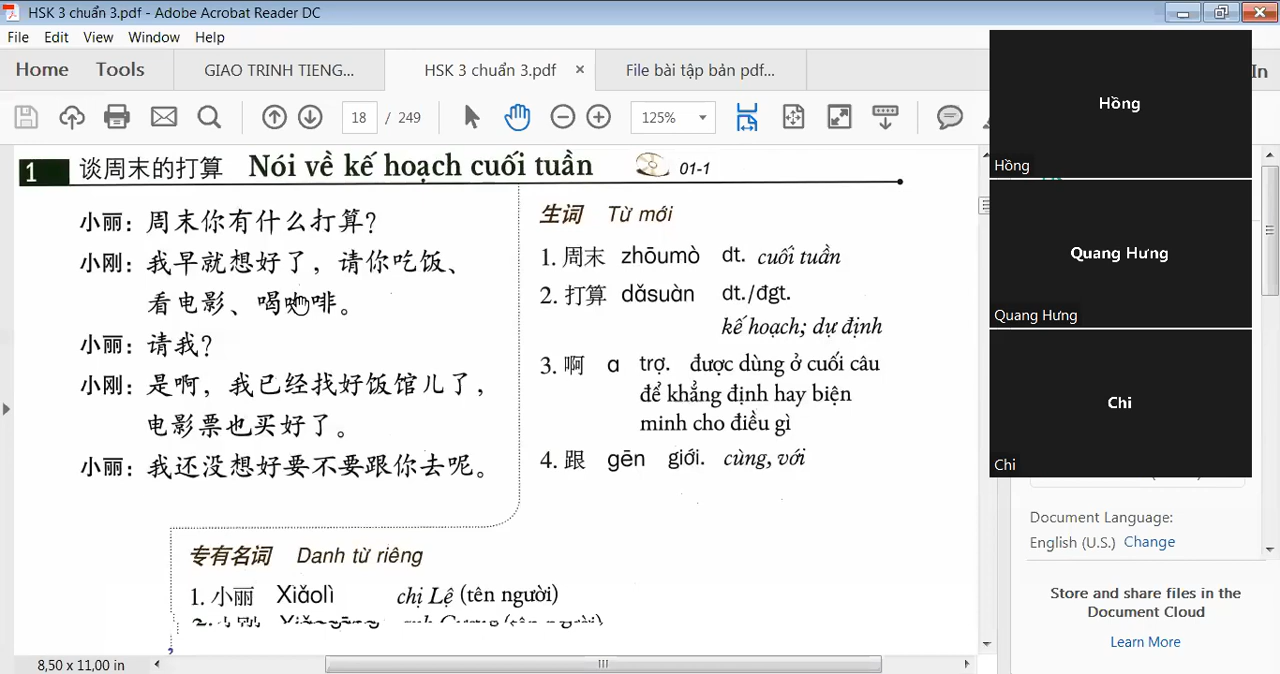 HSK 3 chuẩn 3.pdf - Adobe Acrobat Reader DC
File Edit View Window Help
Home Tools GIAO TRINH TIENG... HSK 3 chuẩn 3.pdf × File bài tập bản pdf... In
18 / 249 125%
1 谈周末的打算 Nói về kế hoạch cuối tuần 01-1
小丽：周末你有什么打算？
小刚：我早就想好了，请你吃饭、
看电影、喝咖啡。
小丽：请我？
小刚：是啊，我已经找好饭馆儿了，
电影票也买好了。
小丽：我还没想好要不要跟你去呢。
生词 Từ mới
1. 周末 zhōumò dt. cuối tuần
2. 打算 dǎsuàn dt./đgt.
kế hoạch; dự định
3. 啊 a trợ. được dùng ở cuối câu
để khẳng định hay biện
minh cho điều gì
4. 跟 gēn giới. cùng, với
专有名词 Danh từ riêng
1. 小丽 Xiǎolì chị Lệ (tên người)
8,50 x 11,00 in
Hồng
Hồng
Quang Hưng
Quang Hưng
Chi
Chi
Document Language:
English (U.S.) Change
Store and share files in the
Document Cloud
Learn More